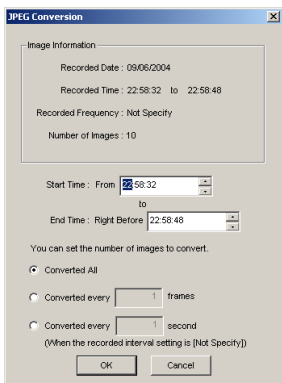 JPEG Conversion
Image Information
Recorded Date : 09/06/2004
Recorded Time : 22:58:32 to 22:58:48
Recorded Frequency : Not Specify
Number of Images : 10
Start Time : From 22:58:32
to
End Time : Right Before 22:58:48
You can set the number of images to convert.
Converted All
Converted every 1 frames
Converted every 1 second
(When the recorded interval setting is [Not Specify])
OK Cancel